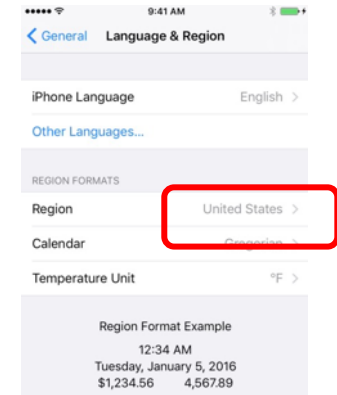 9:41 AM
General Language & Region
iPhone Language English
Other Languages...
REGION FORMATS
Region United States
Calendar Gregorian
Temperature Unit °F
Region Format Example
12:34 AM
Tuesday, January 5, 2016
$1,234.56 4,567.89